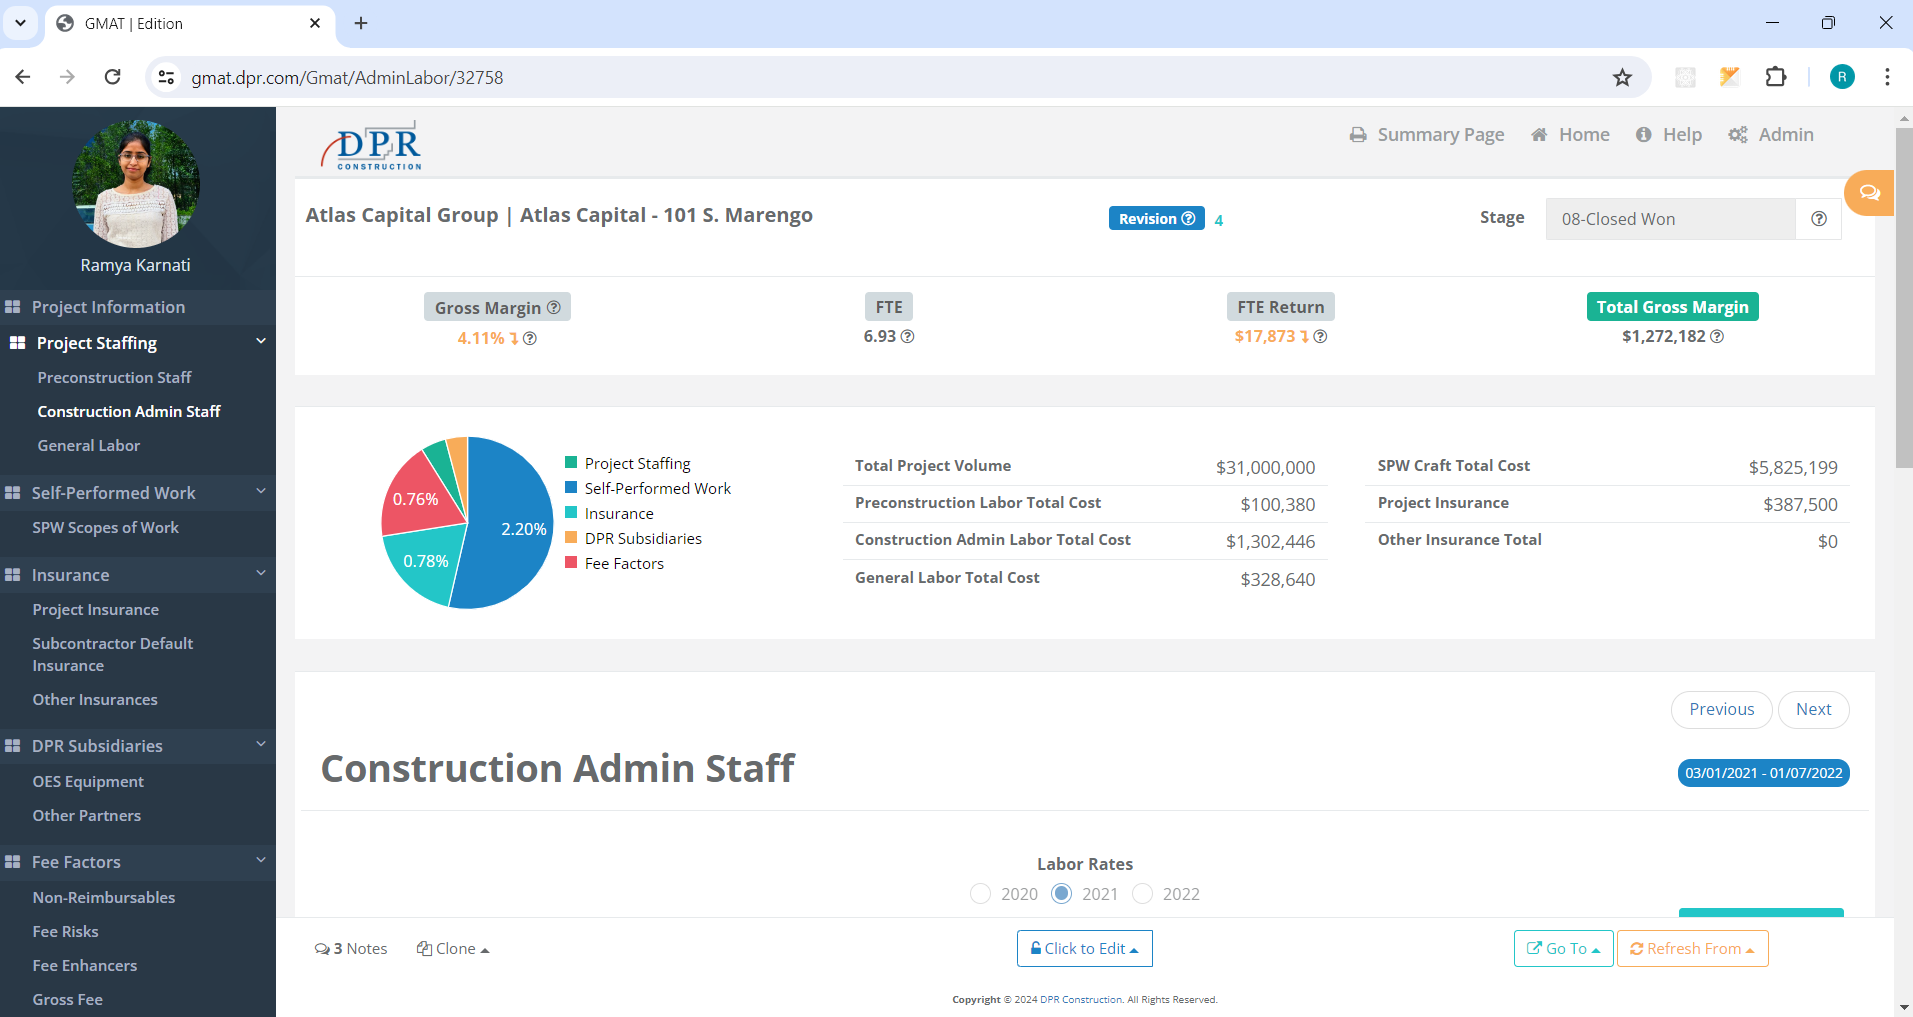 GMAT | Edition
gmat.dpr.com/Gmat/AdminLabor/32758
R
Ramya Karnati
Project Information
Project Staffing
Preconstruction Staff
Construction Admin Staff
General Labor
Self-Performed Work
SPW Scopes of Work
Insurance
Project Insurance
Subcontractor Default
Insurance
Other Insurances
DPR Subsidiaries
OES Equipment
Other Partners
Fee Factors
Non-Reimbursables
Fee Risks
Fee Enhancers
Gross Fee
DPR
CONSTRUCTION
Summary Page Home Help Admin
Atlas Capital Group | Atlas Capital - 101 S. Marengo
Revision 4
Stage 08-Closed Won
Gross Margin FTE FTE Return Total Gross Margin
4.11% 6.93 $17,873 $1,272,182
0.76%
2.20%
0.78%
Project Staffing
Self-Performed Work
Insurance
DPR Subsidiaries
Fee Factors
Total Project Volume $31,000,000
Preconstruction Labor Total Cost $100,380
Construction Admin Labor Total Cost $1,302,446
General Labor Total Cost $328,640
SPW Craft Total Cost $5,825,199
Project Insurance $387,500
Other Insurance Total $0
Previous Next
Construction Admin Staff
03/01/2021 - 01/07/2022
Labor Rates
2020 2021 2022
3 Notes Clone Click to Edit Go To Refresh From
Copyright © 2024 DPR Construction. All Rights Reserved.